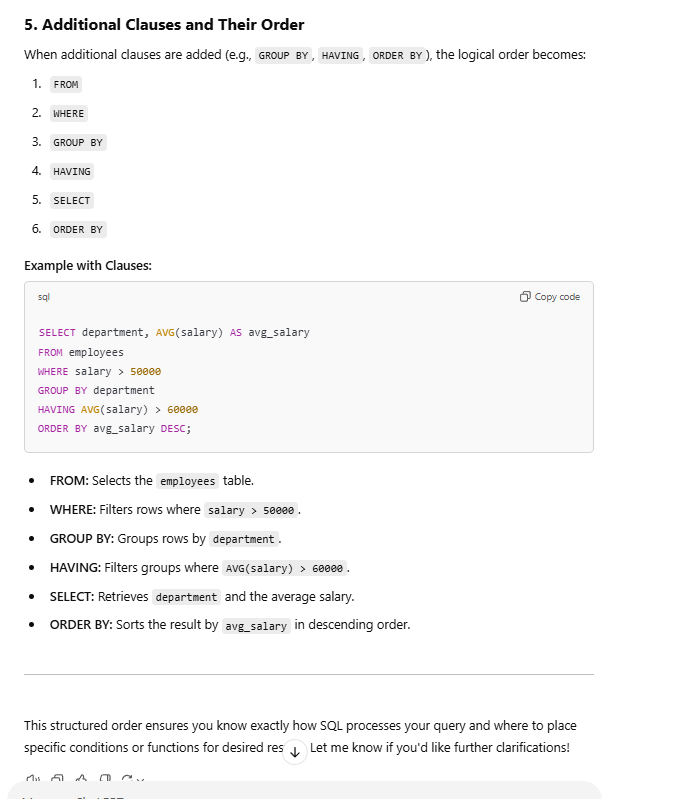 5. Additional Clauses and Their Order
When additional clauses are added (e.g., GROUP BY, HAVING, ORDER BY), the logical order becomes:
1. FROM
2. WHERE
3. GROUP BY
4. HAVING
5. SELECT
6. ORDER BY
Example with Clauses:
sql
Copy code
SELECT department, AVG(salary) AS avg_salary
FROM employees
WHERE salary > 50000
GROUP BY department
HAVING AVG(salary) > 60000
ORDER BY avg_salary DESC;
• FROM: Selects the employees table.
• WHERE: Filters rows where salary > 50000.
• GROUP BY: Groups rows by department.
• HAVING: Filters groups where AVG(salary) > 60000.
• SELECT: Retrieves department and the average salary.
• ORDER BY: Sorts the result by avg_salary in descending order.
This structured order ensures you know exactly how SQL processes your query and where to place
specific conditions or functions for desired res Let me know if you'd like further clarifications!